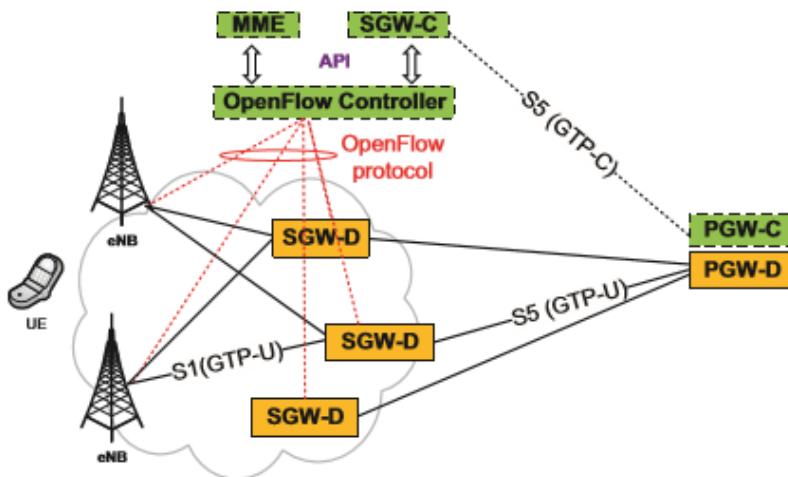 MME
SGW-C
API
OpenFlow Controller
S5 (GTP-C)
OpenFlow
protocol
eNB
SGW-D
PGW-C
PGW-D
UE
S5 (GTP-U)
SGW-D
S1(GTP-U)
SGW-D
eNB